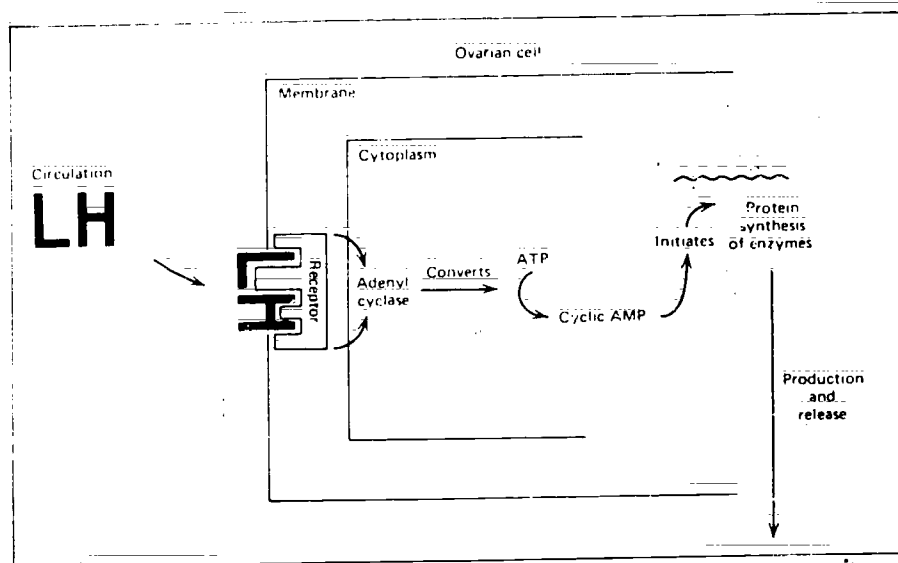 Ovarian cell
Membrane
Cytoplasm
Circulation
LH
LH
Receptor
Adenyl
cyclase
Converts
ATP
Cyclic AMP
Initiates
Protein
synthesis
of enzymes
Production
and
release